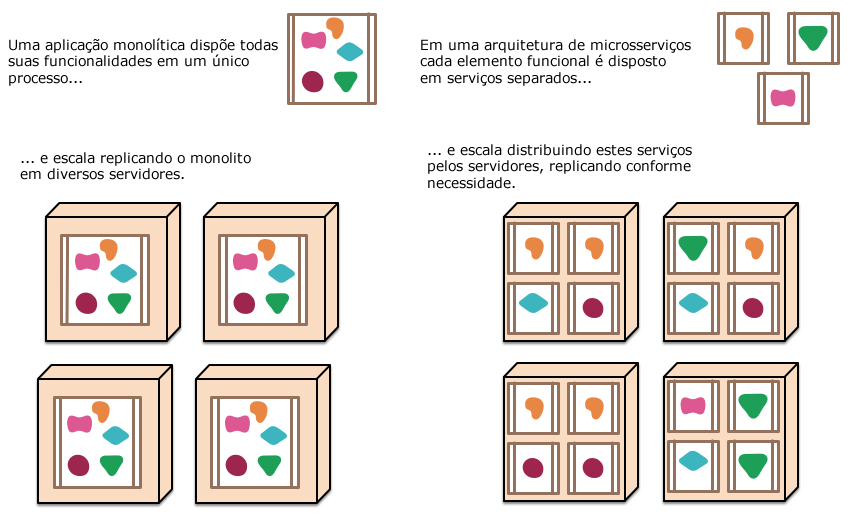 Uma aplicação monolítica dispõe todas
suas funcionalidades em um único
processo...
... e escala replicando o monolito
em diversos servidores.
Em uma arquitetura de microsserviços
cada elemento funcional é disposto
em serviços separados...
... e escala distribuindo estes serviços
pelos servidores, replicando conforme
necessidade.